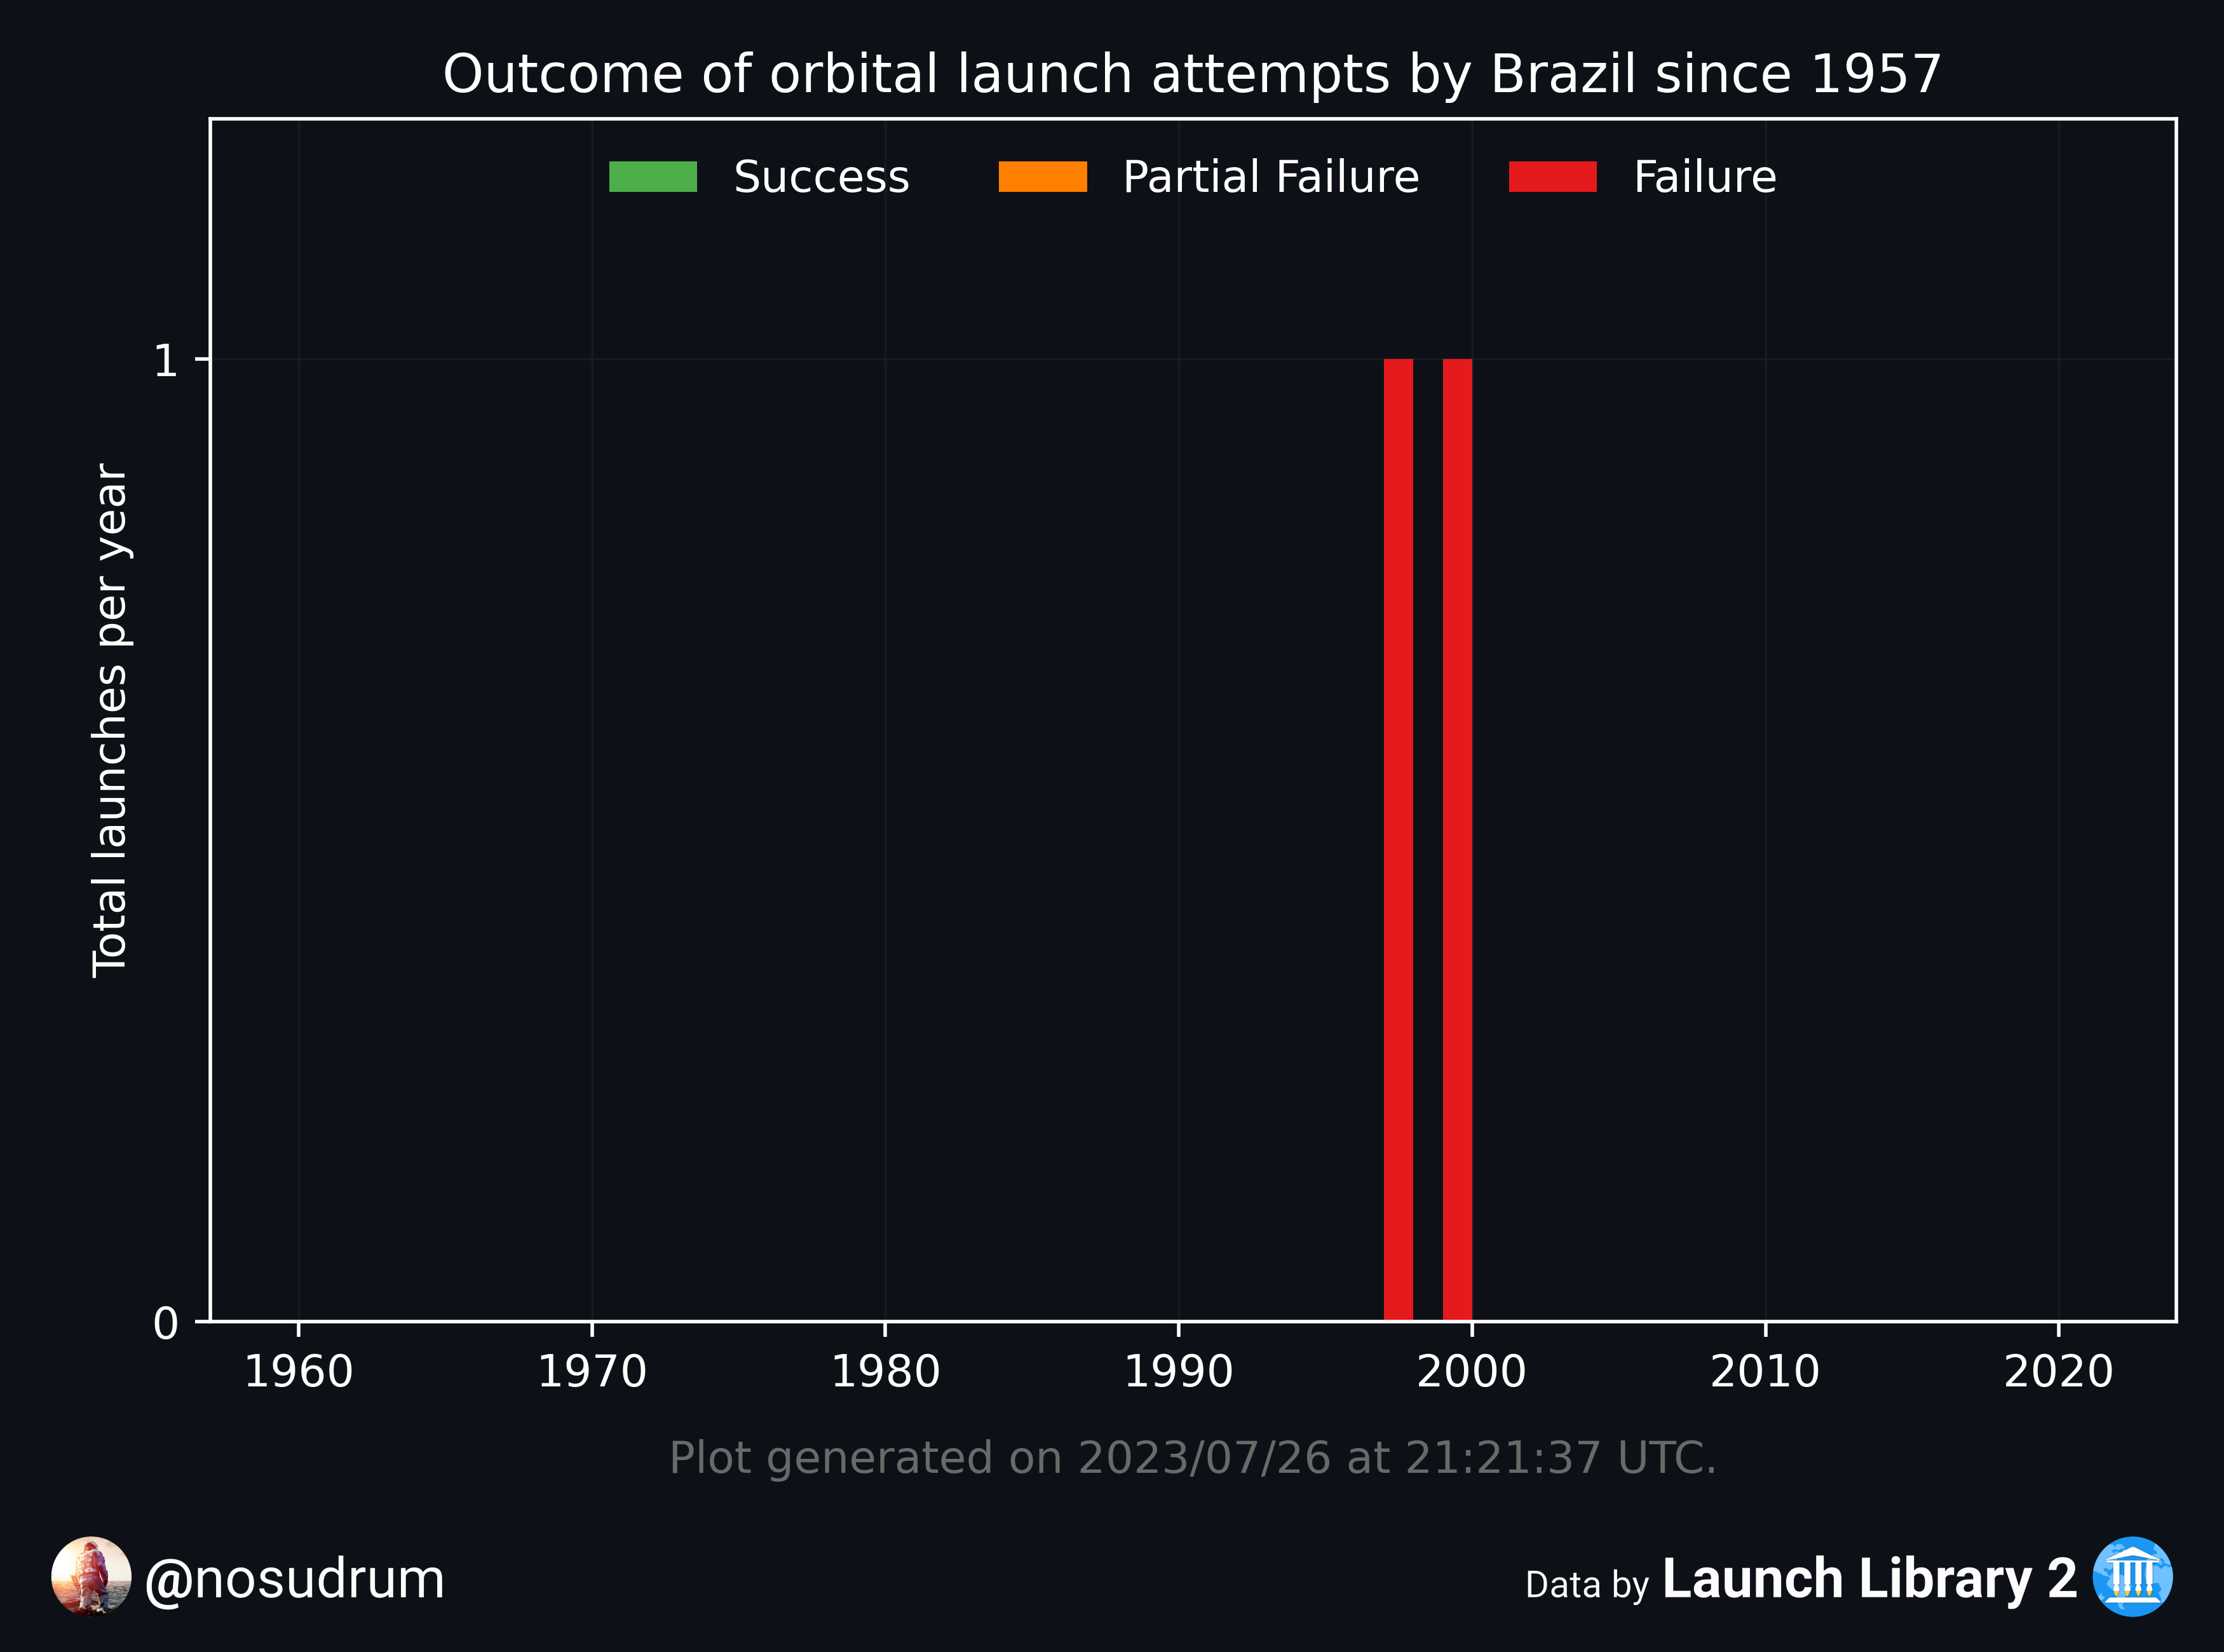 Outcome of orbital launch attempts by Brazil since 1957
Success Partial Failure Failure
Total launches per year
1
0
1960 1970 1980 1990 2000 2010 2020
Plot generated on 2023/07/26 at 21:21:37 UTC.
@nosudrum
Data by Launch Library 2